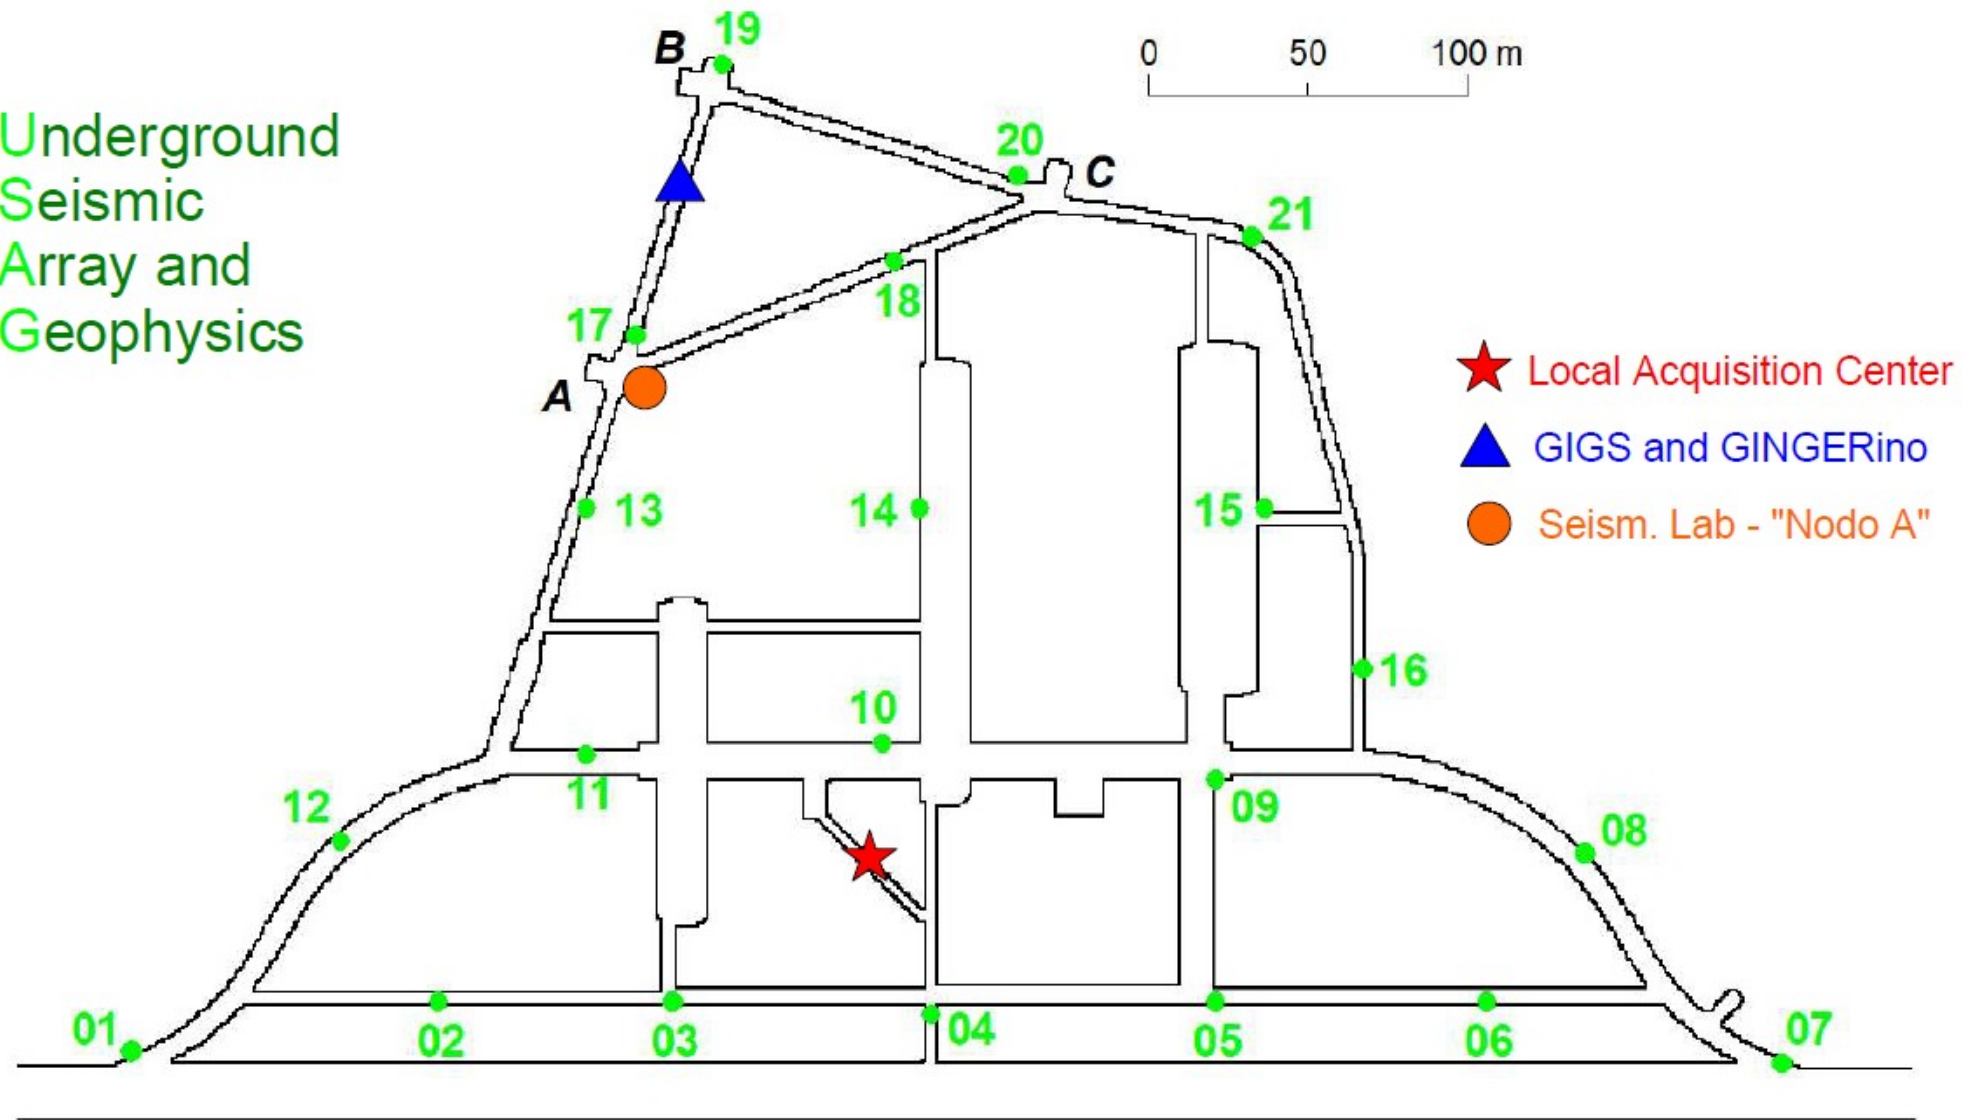 B
19
0 50 100 m
Underground
Seismic
Array and
Geophysics
20
C
21
18
17
A
Local Acquisition Center
GIGS and GINGERino
Seism. Lab - "Nodo A"
13
14
15
16
10
11
12
09
08
01
02
03
04
05
06
07